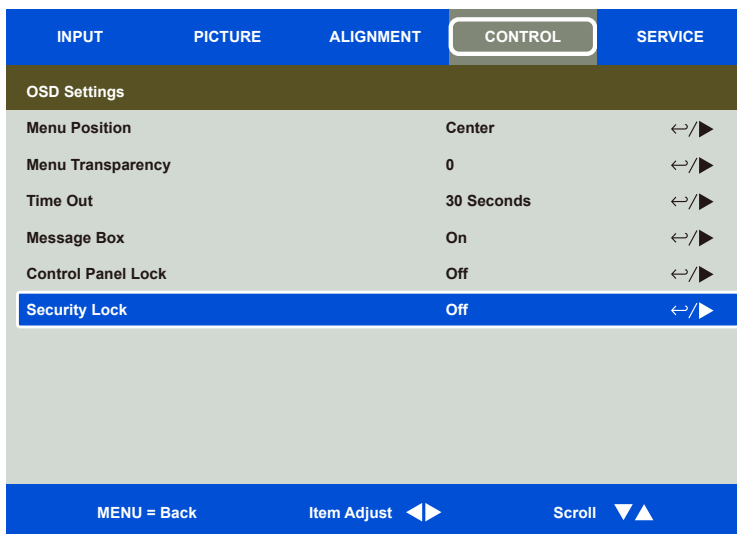 INPUT PICTURE ALIGNMENT CONTROL SERVICE
OSD Settings
Menu Position Center ↩/▶
Menu Transparency 0 ↩/▶
Time Out 30 Seconds ↩/▶
Message Box On ↩/▶
Control Panel Lock Off ↩/▶
Security Lock Off ↩/▶
MENU = Back Item Adjust ◀▶ Scroll ▼▲